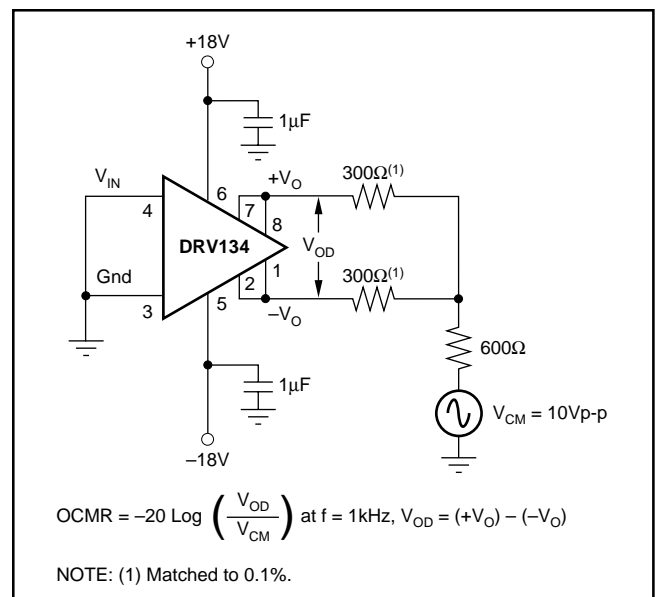 +18V
1μF
V_IN
4
6
+V_O
7
8
300Ω(1)
DRV134
V_OD
Gnd
3
5
2
1
300Ω(1)
–V_O
600Ω
1μF
V_CM = 10Vp-p
–18V
OCMR = –20 Log (V_OD / V_CM) at f = 1kHz, V_OD = (+V_O) – (–V_O)
NOTE: (1) Matched to 0.1%.